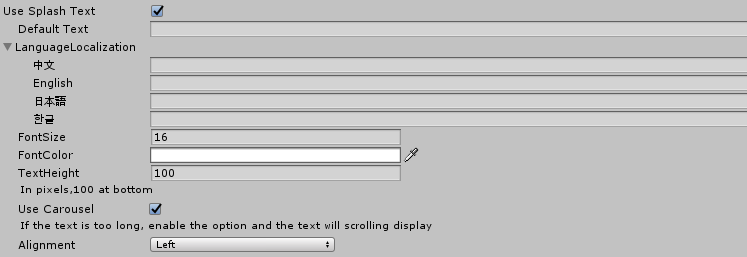 Use Splash Text
Default Text
LanguageLocalization
中文
English
日本語
한글
FontSize 16
FontColor
TextHeight 100
In pixels,100 at bottom
Use Carousel
If the text is too long, enable the option and the text will scrolling display
Alignment Left